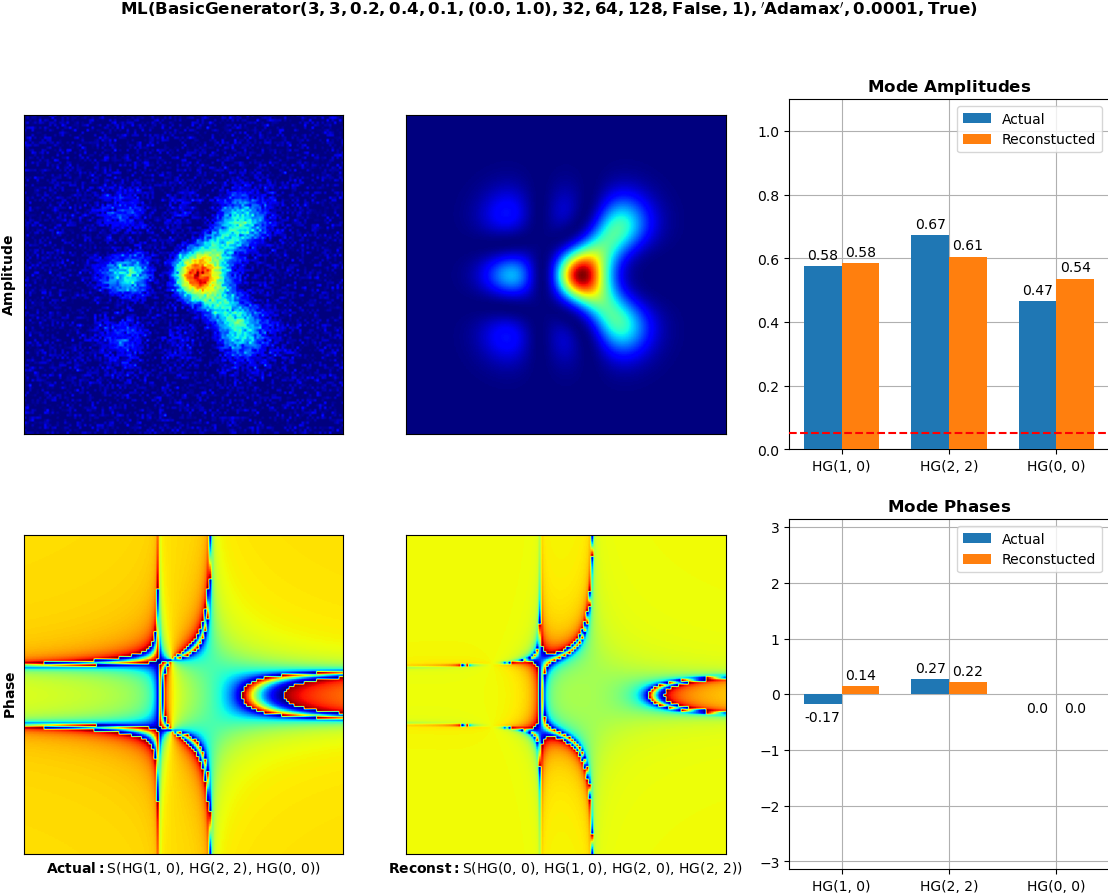 ML(BasicGenerator(3, 3, 0.2, 0.4, 0.1, (0.0, 1.0), 32, 64, 128, False, 1), ′Adamax′, 0.0001, True)
Amplitude
Mode Amplitudes
Actual
Reconstucted
1.0
0.8
0.6
0.4
0.2
0.0
0.58
0.58
0.67
0.61
0.47
0.54
HG(1, 0)
HG(2, 2)
HG(0, 0)
Phase
Actual: S(HG(1, 0), HG(2, 2), HG(0, 0))
Reconst: S(HG(0, 0), HG(1, 0), HG(2, 0), HG(2, 2))
Mode Phases
Actual
Reconstucted
3
2
1
0
−1
−2
−3
-0.17
0.14
0.27
0.22
0.0
0.0
HG(1, 0)
HG(2, 2)
HG(0, 0)